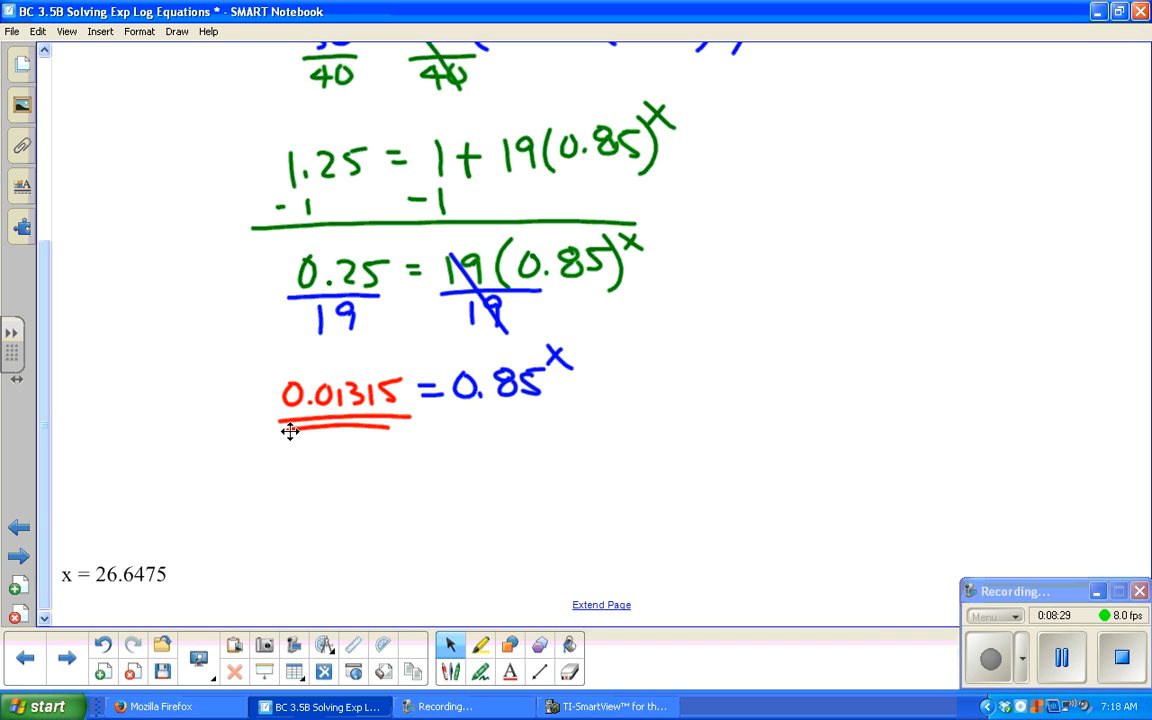 BC 3.5B Solving Exp Log Equations * - SMART Notebook
File Edit View Insert Format Draw Help
40 40
1.25 = 1 + 19(0.85)^x
-1 -1
0.25 = 19(0.85)^x
19 19
0.01315 = 0.85^x
x = 26.6475
Extend Page
Recording...
Menu 0:08:29 8.0 fps
start Mozilla Firefox BC 3.5B Solving Exp L... Recording... TI-SmartView™ for th... 7:18 AM